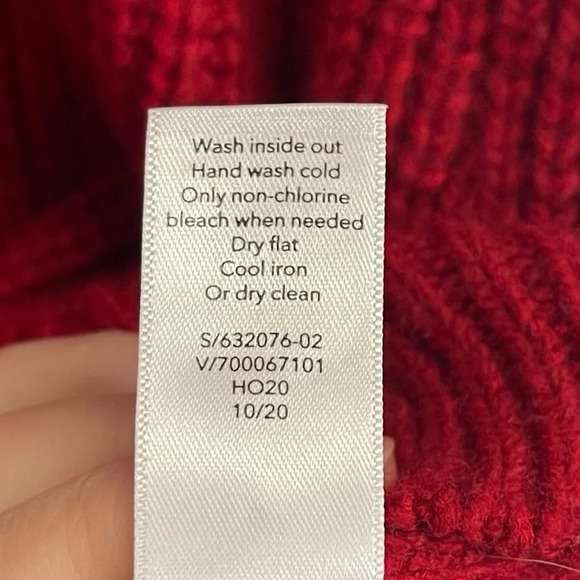 Wash inside out
Hand wash cold
Only non-chlorine
bleach when needed
Dry flat
Cool iron
Or dry clean
S/632076-02
V/700067101
HO20
10/20